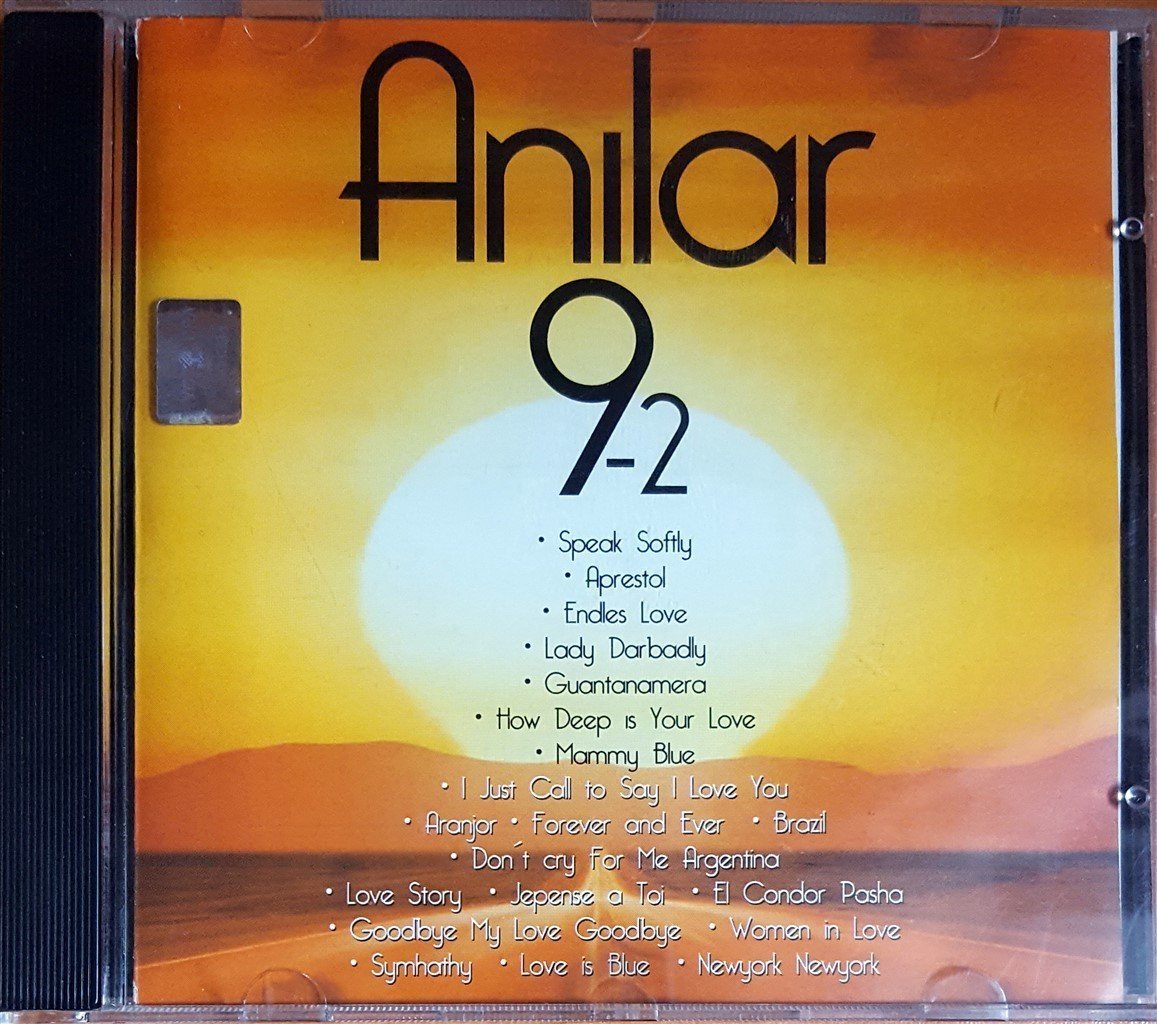 Anılar
9-2
• Speak Softly
• Aprestol
• Endles Love
• Lady Darbadly
• Guantanamera
• How Deep is Your Love
• Mammy Blue
• I Just Call to Say I Love You
• Aranjor • Forever and Ever • Brazil
• Don´t cry For Me Argentina
• Love Story • Jepense a Toi • El Condor Pasha
• Goodbye My Love Goodbye • Women in Love
• Symhathy • Love is Blue • Newyork Newyork